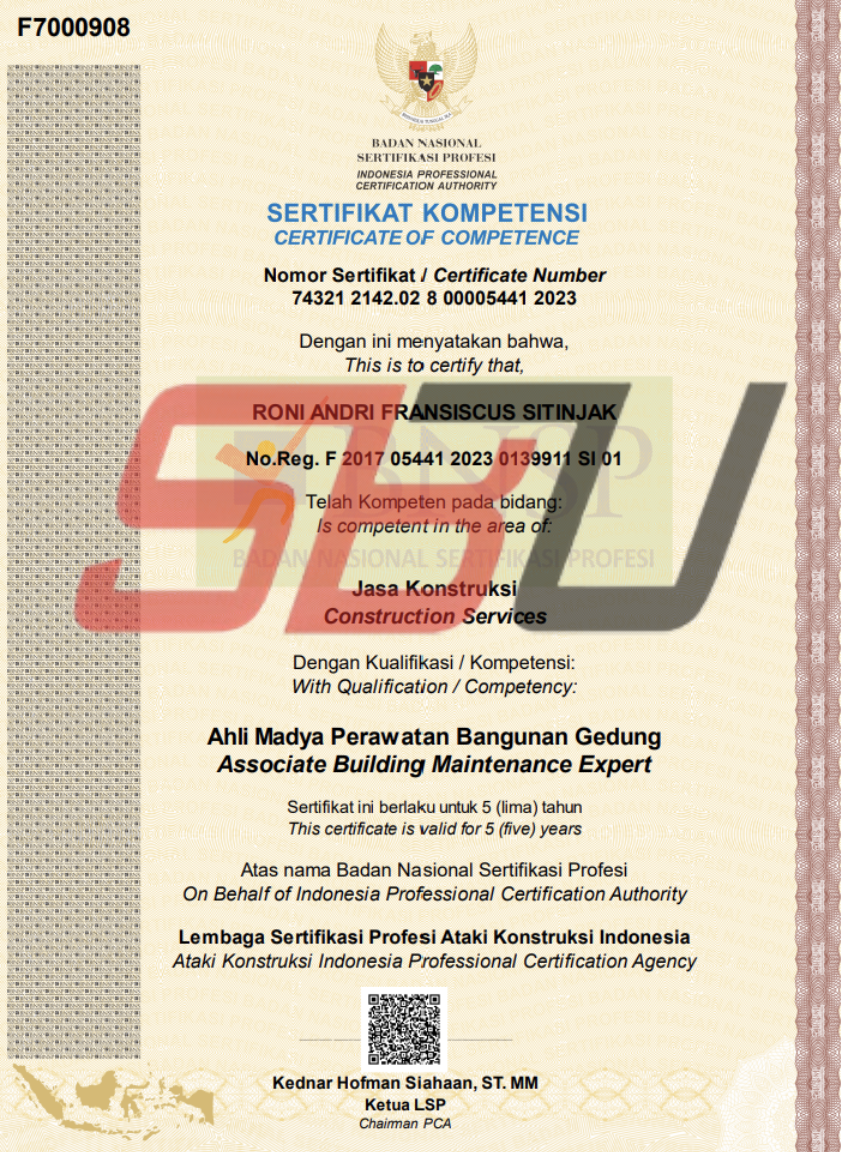 F7000908
BADAN NASIONAL
SERTIFIKASI PROFESI
INDONESIA PROFESSIONAL
CERTIFICATION AUTHORITY
SERTIFIKAT KOMPETENSI
CERTIFICATE OF COMPETENCE
Nomor Sertifikat / Certificate Number
74321 2142.02 8 00005441 2023
Dengan ini menyatakan bahwa,
This is to certify that,
RONI ANDRI FRANSISCUS SITINJAK
BNSP
No.Reg. F 2017 05441 2023 0139911 SI 01
SBU
Telah Kompeten pada bidang:
Is competent in the area of:
BADAN NASIONAL SERTIFIKASI PROFESI
Jasa Konstruksi
Construction Services
Dengan Kualifikasi / Kompetensi:
With Qualification / Competency:
Ahli Madya Perawatan Bangunan Gedung
Associate Building Maintenance Expert
Sertifikat ini berlaku untuk 5 (lima) tahun
This certificate is valid for 5 (five) years
Atas nama Badan Nasional Sertifikasi Profesi
On Behalf of Indonesia Professional Certification Authority
Lembaga Sertifikasi Profesi Ataki Konstruksi Indonesia
Ataki Konstruksi Indonesia Professional Certification Agency
Kednar Hofman Siahaan, ST. MM
Ketua LSP
Chairman PCA